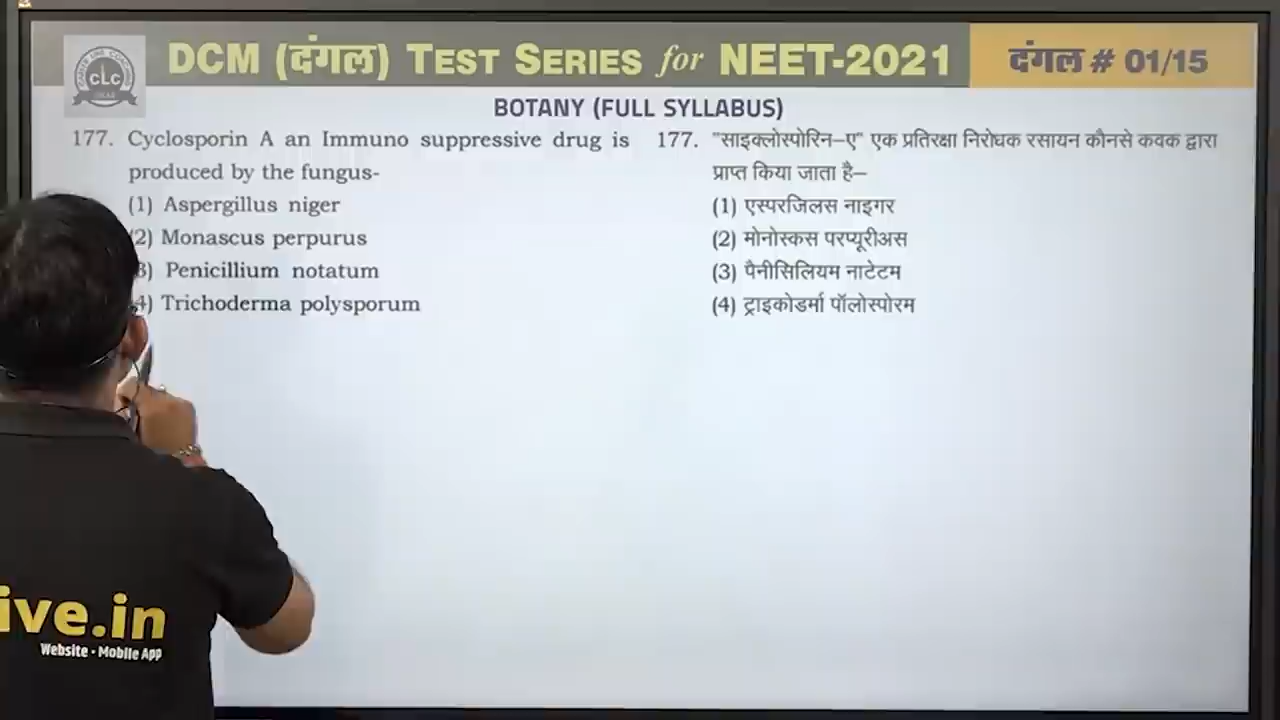 DCM (दंगल) TEST SERIES for NEET-2021
दंगल # 01/15
CLC
BOTANY (FULL SYLLABUS)
177. Cyclosporin A an Immuno suppressive drug is
produced by the fungus-
(1) Aspergillus niger
2) Monascus perpurus
3) Penicillium notatum
4) Trichoderma polysporum
177. "साइक्लोस्पोरिन–ए" एक प्रतिरक्षा निरोधक रसायन कौनसे कवक द्वारा
प्राप्त किया जाता है–
(1) एस्परजिलस नाइगर
(2) मोनोस्कस परप्यूरीअस
(3) पैनीसिलियम नाटेटम
(4) ट्राइकोडर्मा पॉलोस्पोरम
ive.in
Website • Mobile App